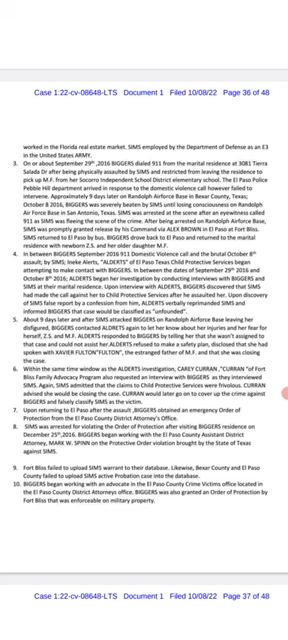 Case 1:22-cv-08648-LTS Document 1 Filed 10/08/22 Page 36 of 48
worked in the Florida real estate market. SIMS employed by the Department of Defense as an E3
in the United States ARMY.
3. On or about September 29th ,2016 BIGGERS dialed 911 from the marital residence at 3081 Tierra
Salada Dr after being physically assaulted by SIMS and restricted from leaving the residence to
pick up M.F. from her Socorro Independent School District elementary school. The El Paso Police
Pebble Hill department arrived in response to the domestic violence call however failed to
intervene. Approximately 9 days later on Randolph Airforce Base in Bexar County, Texas;
October 8 2016, BIGGERS was severely beaten by SIMS until losing consciousness on Randolph
Air Force Base in San Antonio, Texas. SIMS was arrested at the scene after an eyewitness called
911 as SIMS was fleeing the scene of the crime. After being arrested on Randolph Airforce Base,
SIMS was promptly release by his Command via ALEX BROWN in El Paso at Fort Bliss.
SIMS returned to El Paso by bus. BIGGERS drove back to El Paso and returned to the marital
residence with newborn Z.S. and her older daughter M.F.
4. In between BIGGERS September 2016 911 Domestic Violence call and the brutal October 8th
assault; by SIMS; Ineke Alerts, "ALDERTS" of El Paso Texas Child Protective Services began
attempting to make contact with BIGGERS. In between the dates of September 29th 2016 and
October 8th 2016; ALDERTS began her investigation by conducting interviews with BIGGERS and
SIMS at their marital residence. Upon interview with ALDERTS, BIGGERS discovered that SIMS
had made the call against her to Child Protective Services after he assaulted her. Upon discovery
of SIMS false report by a confession from him, ALDERTS verbally reprimanded SIMS and
informed BIGGERS that case would be classified as "unfounded".
5. About 9 days later and after SIMS attacked BIGGERS on Randolph Airforce Base leaving her
disfigured, BIGGERS contacted ALDRETS again to let her know about her injuries and her fear for
herself, Z.S. and M.F. ALDERTS responded to BIGGERS by telling her that she wasn't assigned to
that case and could not assist her ALDERTS refused to make a safety plan, disclosed that she had
spoken with XAVIER FULTON"FULTON", the estranged father of M.F. and that she was closing
the case.
6. Within the same time window as the ALDERTS investigation, CAREY CURRAN ,"CURRAN "of Fort
Bliss Family Advocacy Program also requested an Interview with BIGGERS as they interviewed
SIMS. Again, SIMS admitted that the claims to Child Protective Services were frivolous. CURRAN
advised she would be closing the case. CURRAN would later go on to cover up the crime against
BIGGERS and falsely classify SIMS as the victim.
7. Upon returning to El Paso after the assault ,BIGGERS obtained an emergency Order of
Protection from the El Paso County District Attorney's Office.
8. SIMS was arrested for violating the Order of Protection after visiting BIGGERS residence on
December 25th,2016. BIGGERS began working with the El Paso County Assistant District
Attorney, MARK W. SPINN on the Protective Order violation brought by the State of Texas
against SIMS.
9. Fort Bliss failed to upload SIMS warrant to their database. Likewise, Bexar County and El Paso
County failed to upload SIMS active Probation case into the database.
10. BIGGERS began working with an advocate in the El Paso County Crime Victims office located in
the El Paso County District Attorneys office. BIGGERS was also granted an Order of Protection by
Fort Bliss that was enforceable on military property.
Case 1:22-cv-08648-LTS Document 1 Filed 10/08/22 Page 37 of 48